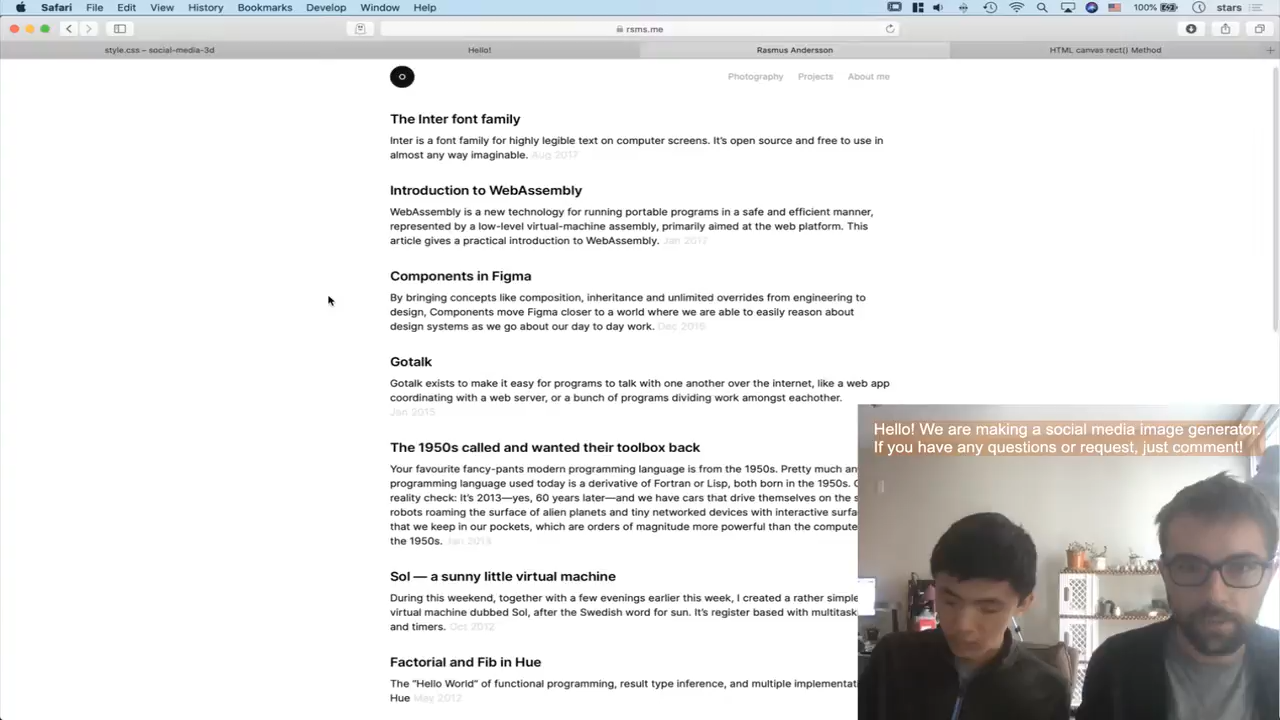 Safari File Edit View History Bookmarks Develop Window Help 100% stars
rsms.me
style.css – social-media-3d Hello! Rasmus Andersson HTML canvas rect() Method
Photography Projects About me
The Inter font family
Inter is a font family for highly legible text on computer screens. It's open source and free to use in
almost any way imaginable. Aug 2017
Introduction to WebAssembly
WebAssembly is a new technology for running portable programs in a safe and efficient manner,
represented by a low-level virtual-machine assembly, primarily aimed at the web platform. This
article gives a practical introduction to WebAssembly. Jan 2017
Components in Figma
By bringing concepts like composition, inheritance and unlimited overrides from engineering to
design, Components move Figma closer to a world where we are able to easily reason about
design systems as we go about our day to day work. Dec 2016
Gotalk
Gotalk exists to make it easy for programs to talk with one another over the internet, like a web app
coordinating with a web server, or a bunch of programs dividing work amongst eachother.
Jan 2015
The 1950s called and wanted their toolbox back
Your favourite fancy-pants modern programming language is from the 1950s. Pretty much
programming language used today is a derivative of Fortran or Lisp, both born in the 1950s.
reality check: It's 2013—yes, 60 years later—and we have cars that drive themselves on the
robots roaming the surface of alien planets and tiny networked devices with interactive
that we keep in our pockets, which are orders of magnitude more powerful than the
the 1950s. Jan 2013
Sol — a sunny little virtual machine
During this weekend, together with a few evenings earlier this week, I created a rather simple
virtual machine dubbed Sol, after the Swedish word for sun. It's register based with
and timers. Oct 2012
Factorial and Fib in Hue
The "Hello World" of functional programming, result type inference, and multiple
Hue May 2012
Hello! We are making a social media image generator.
If you have any questions or request, just comment!